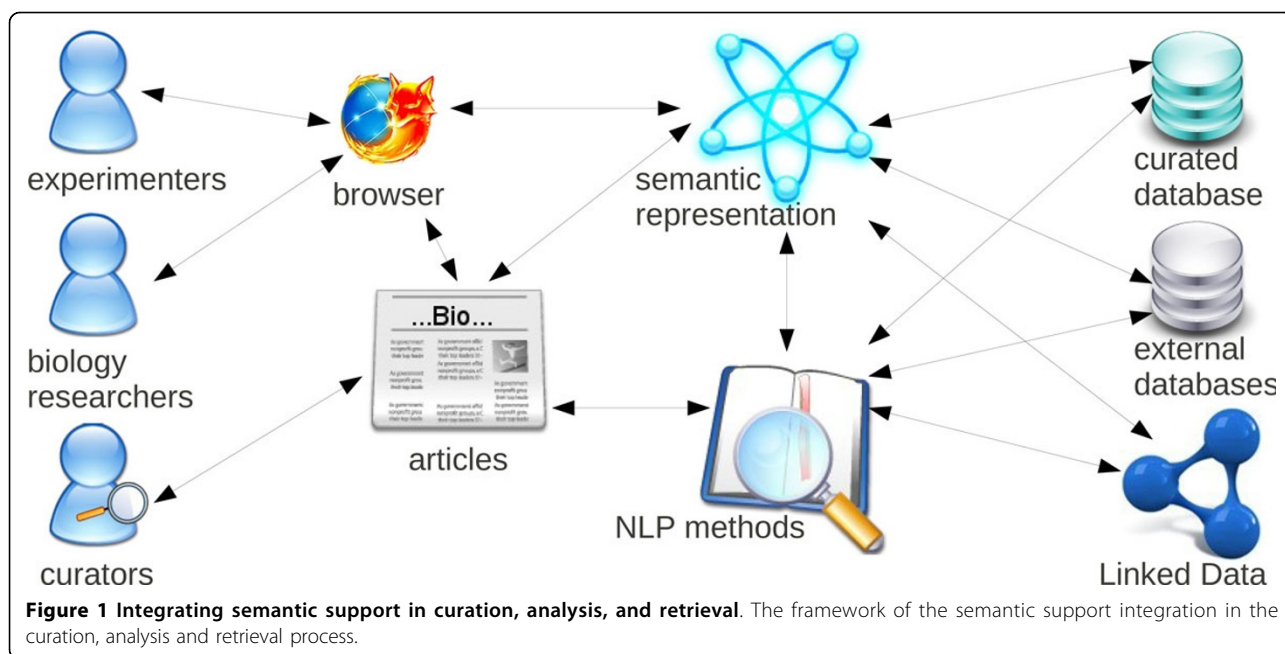 experimenters
browser
semantic
representation
curated
database
...Bio...
biology
researchers
external
databases
articles
NLP methods
curators
Linked Data
Figure 1 Integrating semantic support in curation, analysis, and retrieval. The framework of the semantic support integration in the
curation, analysis and retrieval process.